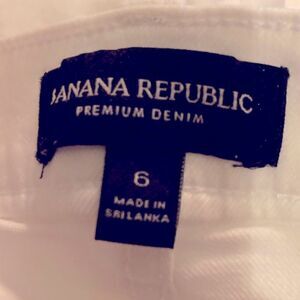 BANANA REPUBLIC
PREMIUM DENIM
6
MADE IN
SRI LANKA